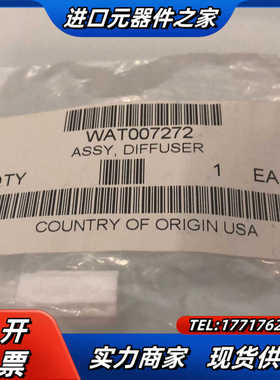 进口元器件之家
WAT007272
ASSY, DIFFUSER
QTY 1 EA
COUNTRY OF ORIGIN USA
开
票
TEL:1771762
实力商家 现货供